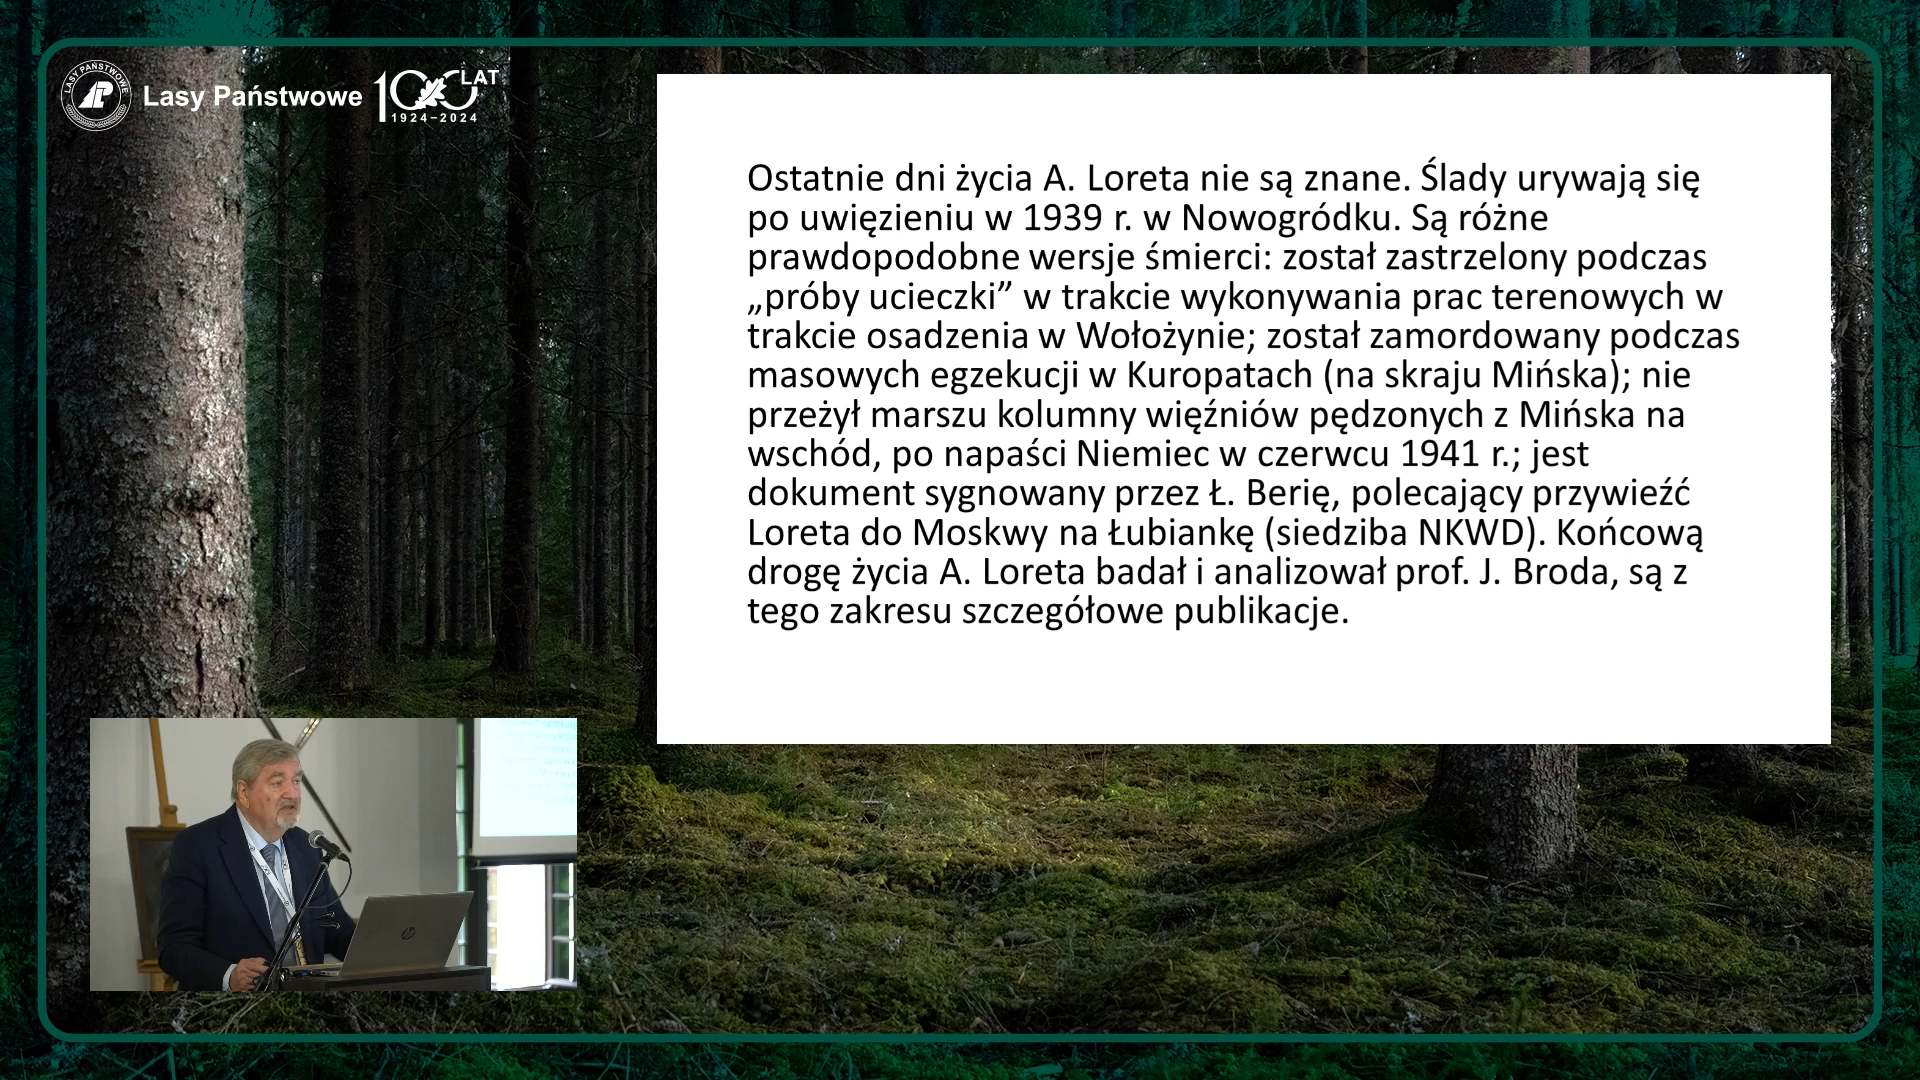 LASY PAŃSTWOWE
LP
Lasy Państwowe
100 LAT
1924–2024
Ostatnie dni życia A. Loreta nie są znane. Ślady urywają się
po uwięzieniu w 1939 r. w Nowogródku. Są różne
prawdopodobne wersje śmierci: został zastrzelony podczas
„próby ucieczki” w trakcie wykonywania prac terenowych w
trakcie osadzenia w Wołożynie; został zamordowany podczas
masowych egzekucji w Kuropatach (na skraju Mińska); nie
przeżył marszu kolumny więźniów pędzonych z Mińska na
wschód, po napaści Niemiec w czerwcu 1941 r.; jest
dokument sygnowany przez Ł. Berię, polecający przywieźć
Loreta do Moskwy na Łubiankę (siedziba NKWD). Końcową
drogę życia A. Loreta badał i analizował prof. J. Broda, są z
tego zakresu szczegółowe publikacje.
hp